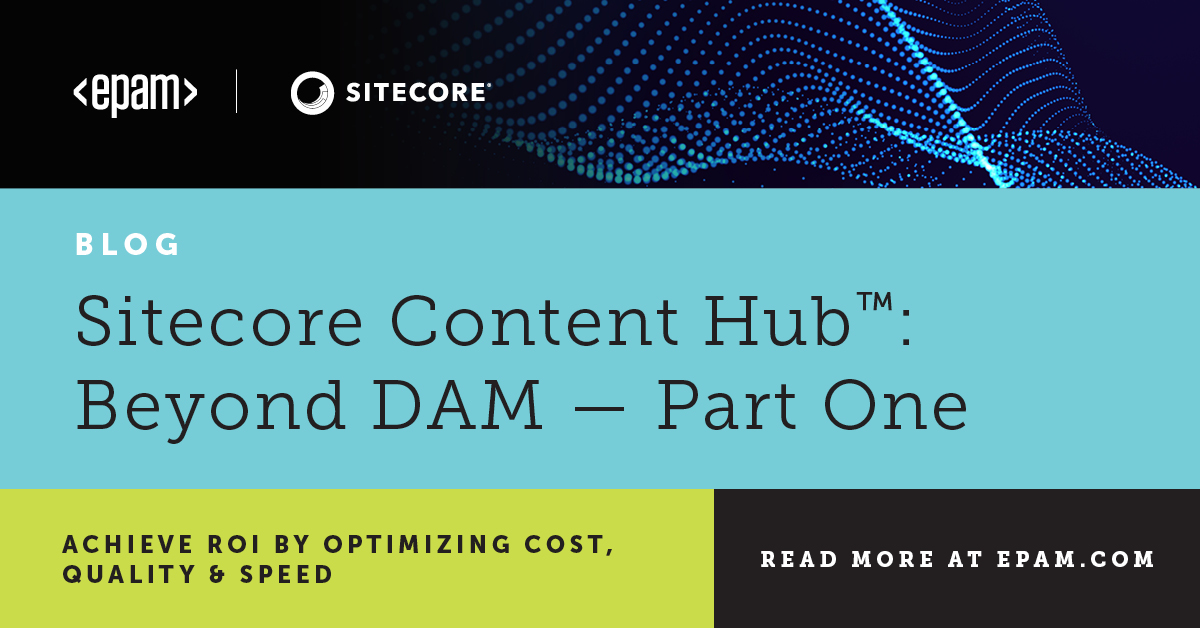 <epam>
SITECORE®
BLOG
Sitecore Content Hub™:
Beyond DAM — Part One
ACHIEVE ROI BY OPTIMIZING COST,
QUALITY & SPEED
READ MORE AT EPAM.COM